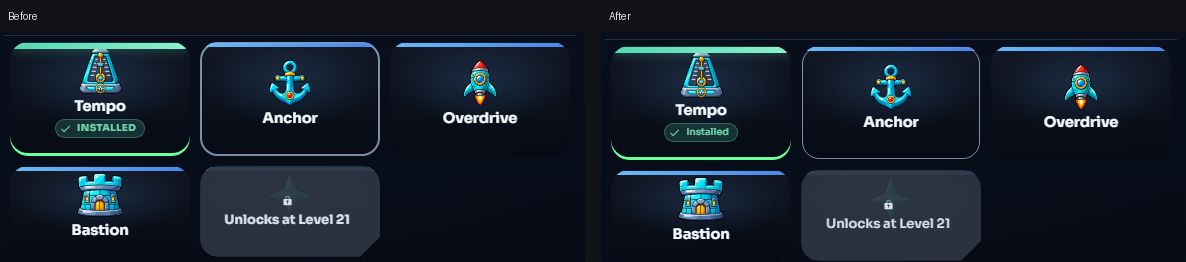 Before
After
Tempo
INSTALLED
Anchor
Overdrive
Bastion
Unlocks at Level 21
Tempo
Installed
Anchor
Overdrive
Bastion
Unlocks at Level 21